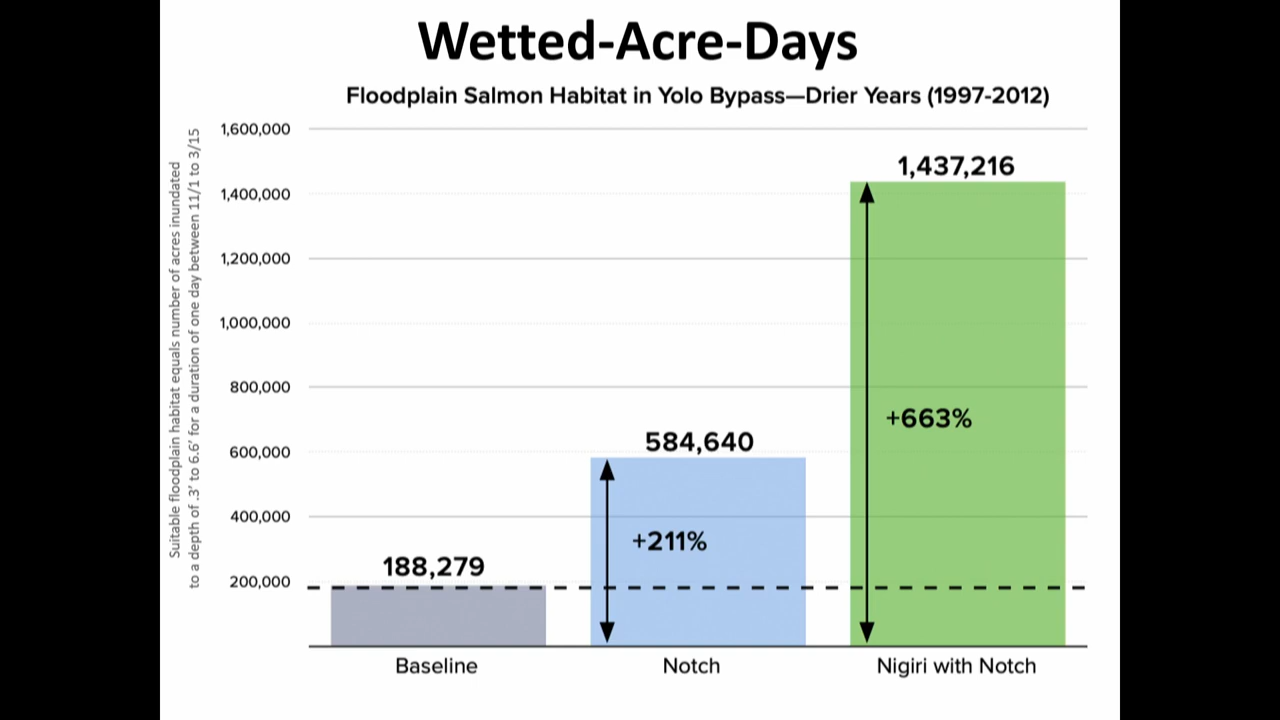 Wetted-Acre-Days
Floodplain Salmon Habitat in Yolo Bypass—Drier Years (1997-2012)
Suitable floodplain habitat equals number of acres inundated
to a depth of .3’ to 6.6’ for a duration of one day between 11/1 to 3/15
1,600,000
1,400,000
1,200,000
1,000,000
800,000
600,000
400,000
200,000
188,279
584,640
+211%
1,437,216
+663%
Baseline
Notch
Nigiri with Notch